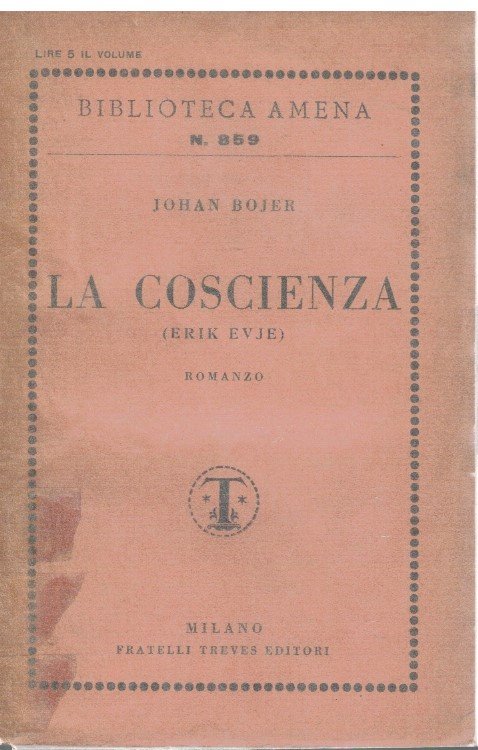 LIRE 5 IL VOLUME
BIBLIOTECA AMENA
N. 859
JOHAN BOJER
LA COSCIENZA
(ERIK EVJE)
ROMANZO
T
MILANO
FRATELLI TREVES EDITORI